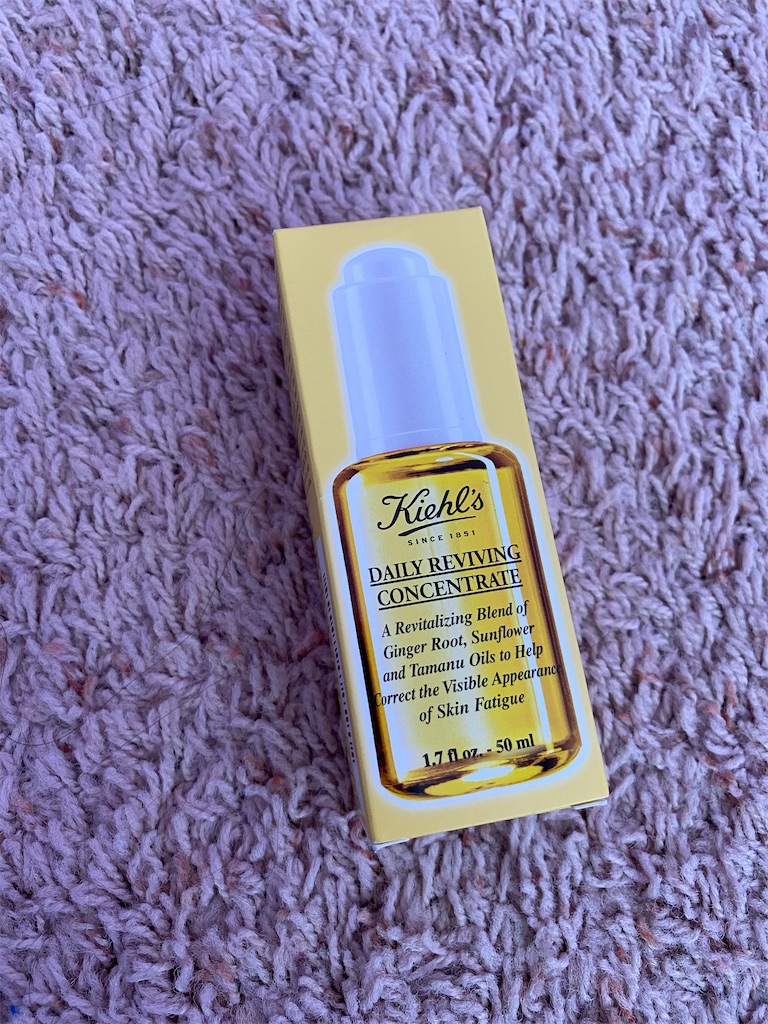 Kiehl's
SINCE 1851
DAILY REVIVING
CONCENTRATE
A Revitalizing Blend of
Ginger Root, Sunflower
and Tamanu Oils to Help
Correct the Visible Appearance
of Skin Fatigue
1.7 fl oz. - 50 ml